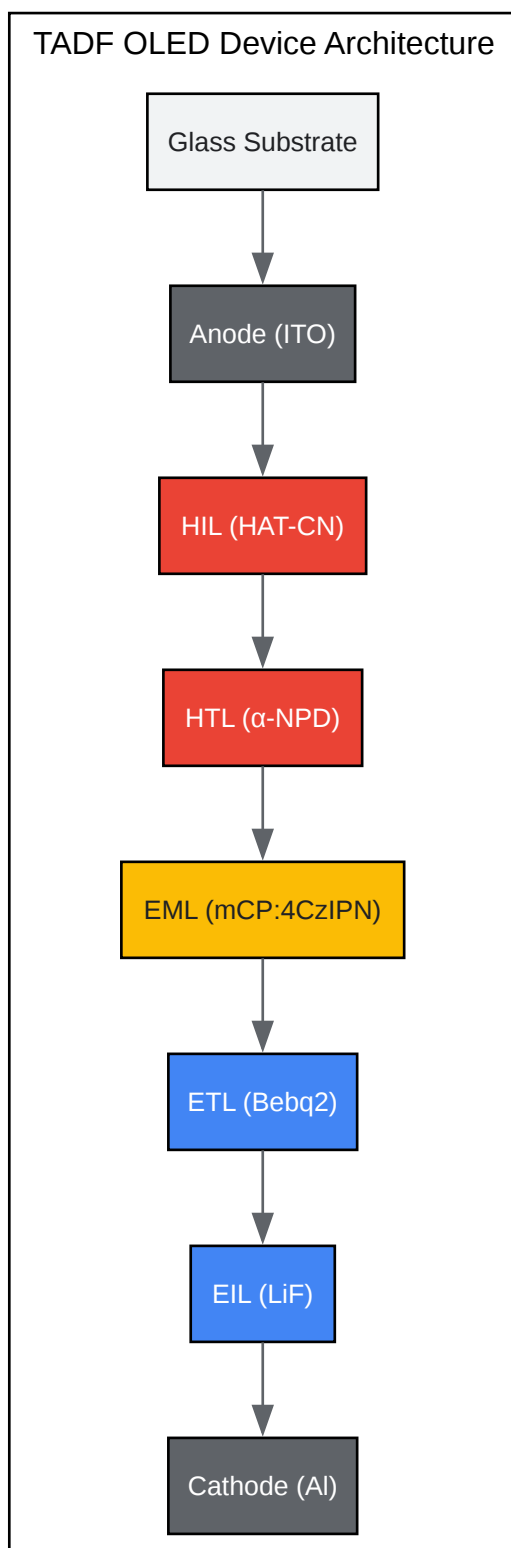 TADF OLED Device Architecture
Glass Substrate
Anode (ITO)
HIL (HAT-CN)
HTL (α-NPD)
EML (mCP:4CzIPN)
ETL (Bebq2)
EIL (LiF)
Cathode (Al)